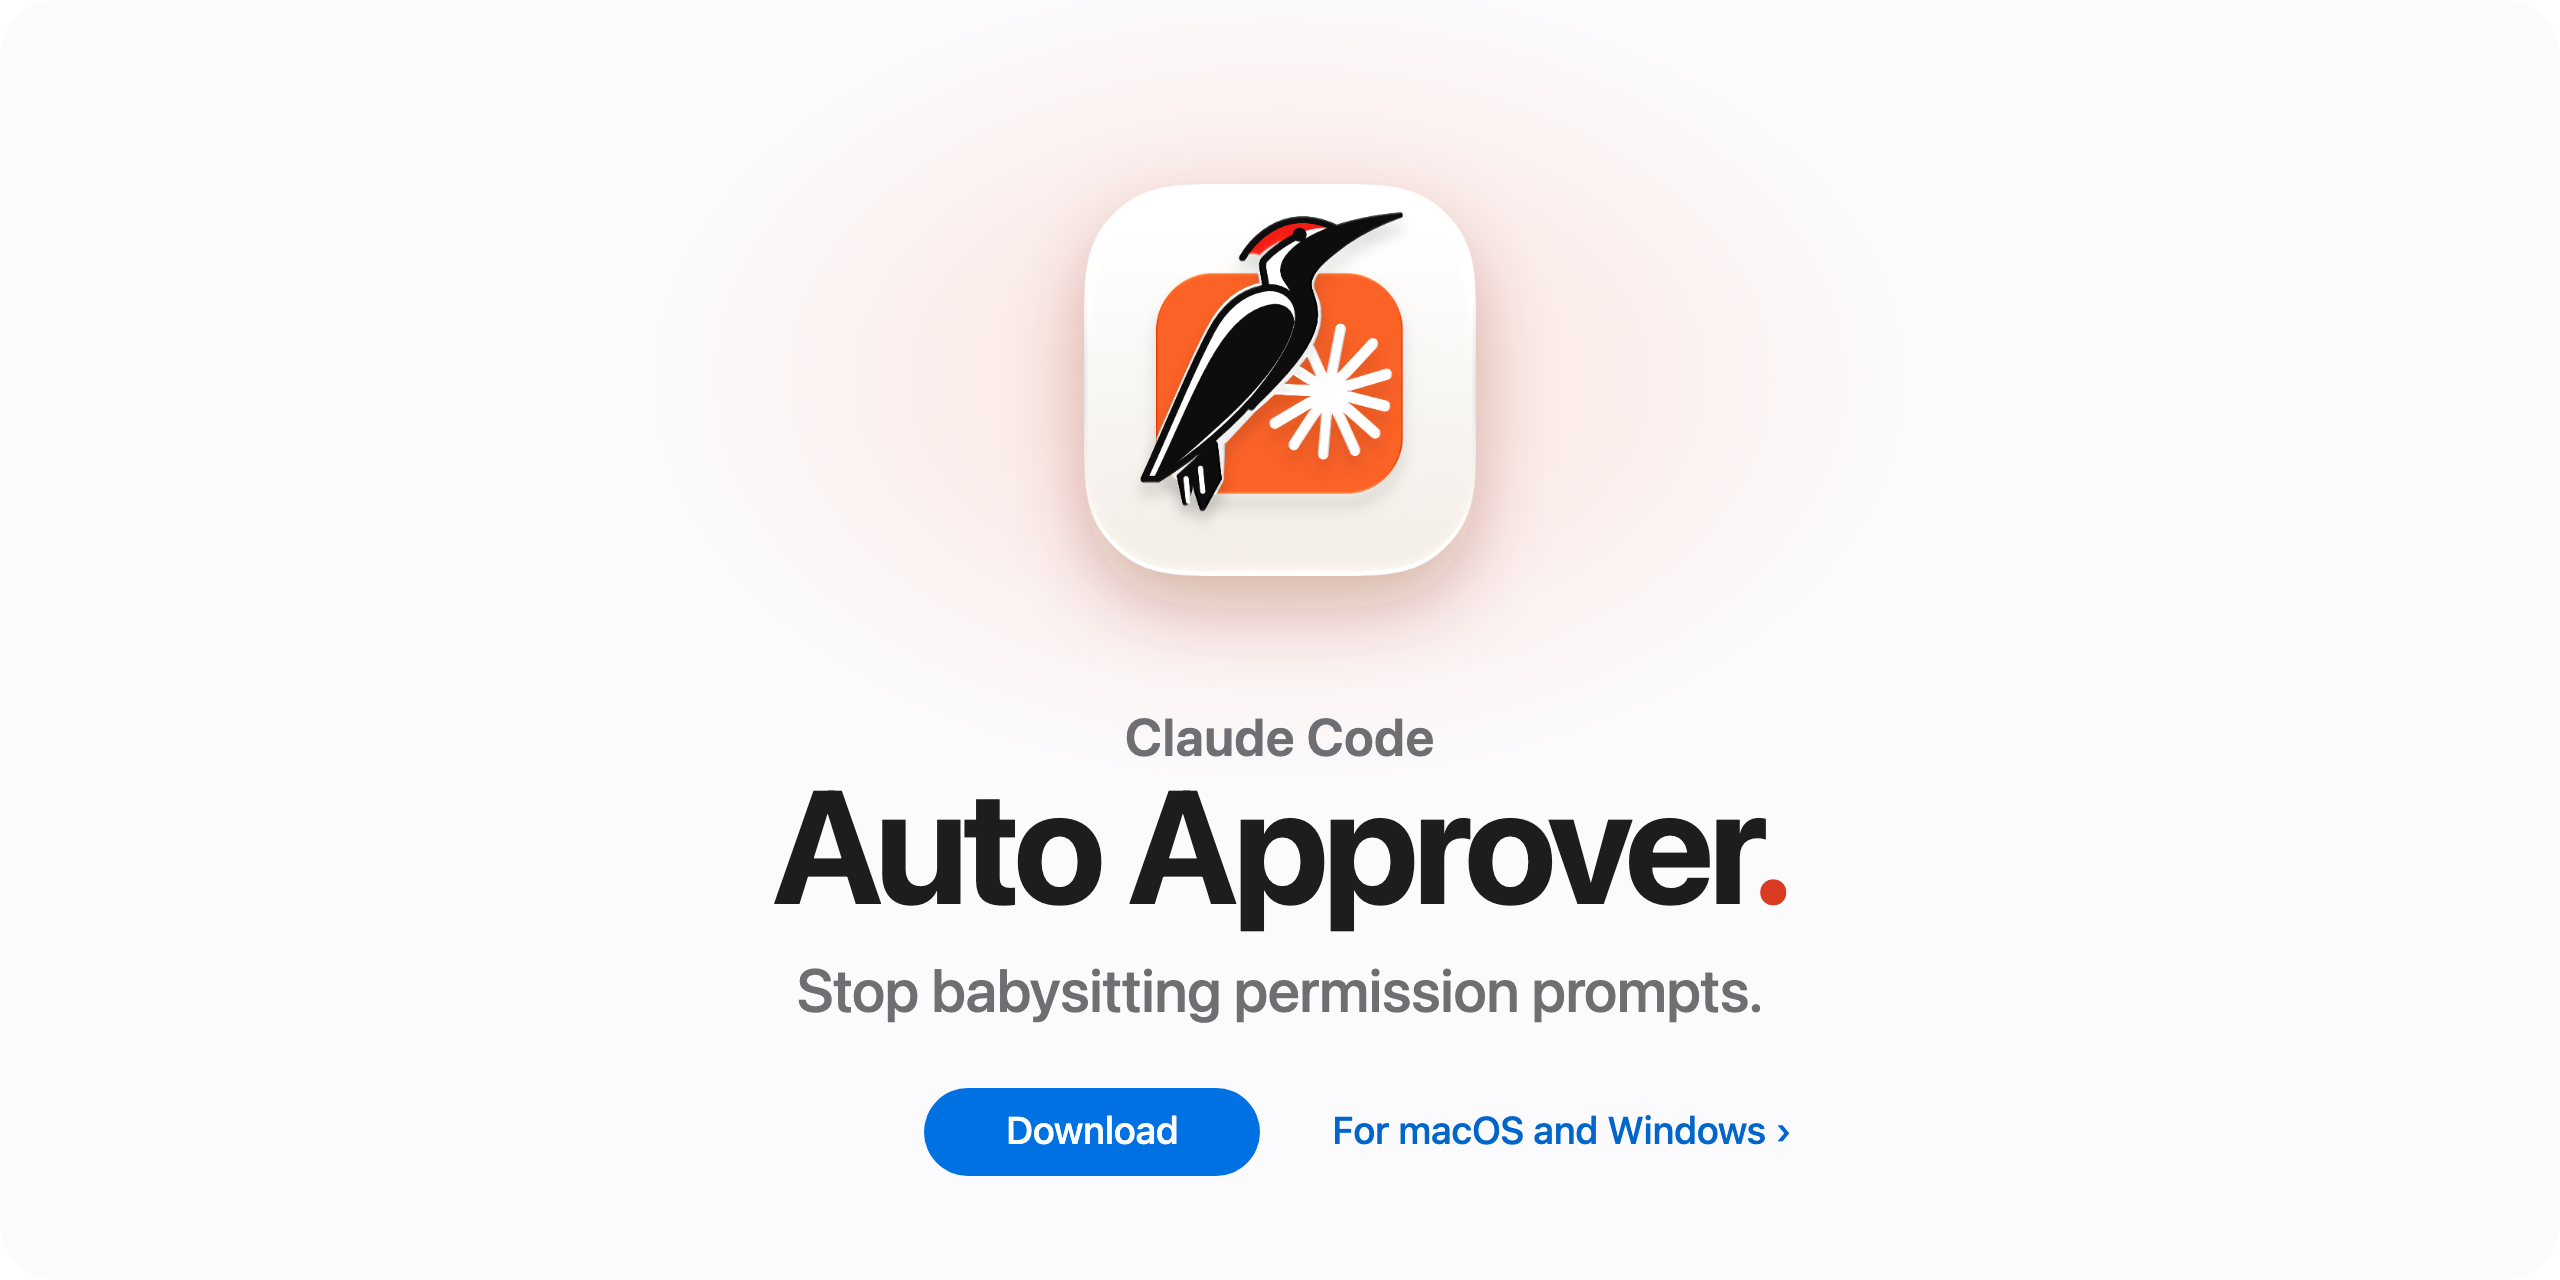 Claude Code
Auto Approver.
Stop babysitting permission prompts.
Download
For macOS and Windows ›